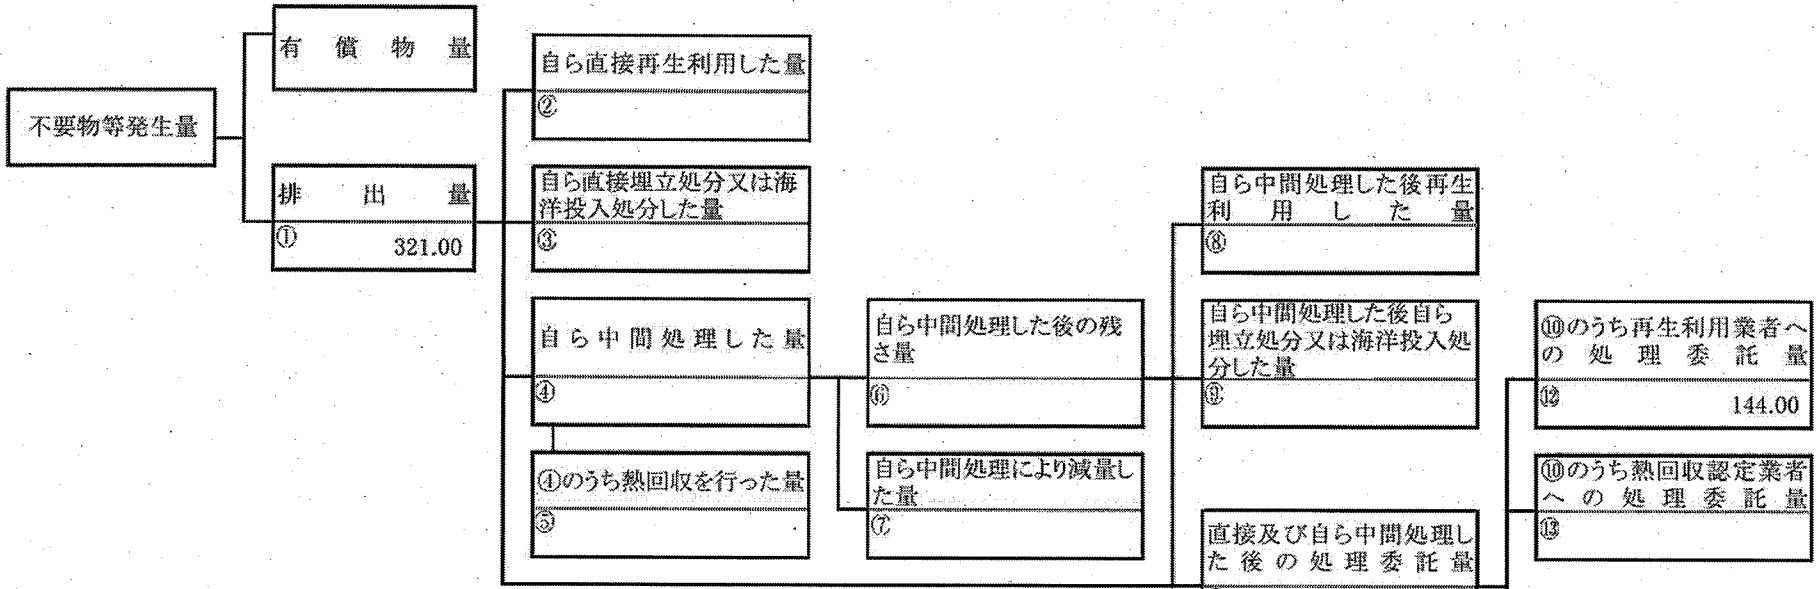 有償物量
不要物等発生量
排出量
①
321.00
自ら直接再生利用した量
②
自ら直接埋立処分又は海
洋投入処分した量
③
自ら中間処理した量
④
④のうち熱回収を行った量
⑤
自ら中間処理した後の残
さ量
⑥
自ら中間処理により減量し
た量
⑦
自ら中間処理した後再生
利用した量
⑧
自ら中間処理した後自ら
埋立処分又は海洋投入処
分した量
⑨
直接及び自ら中間処理し
た後の処理委託量
⑩のうち再生利用業者へ
の処理委託量
⑫
144.00
⑩のうち熱回収認定業者
への処理委託量
⑬